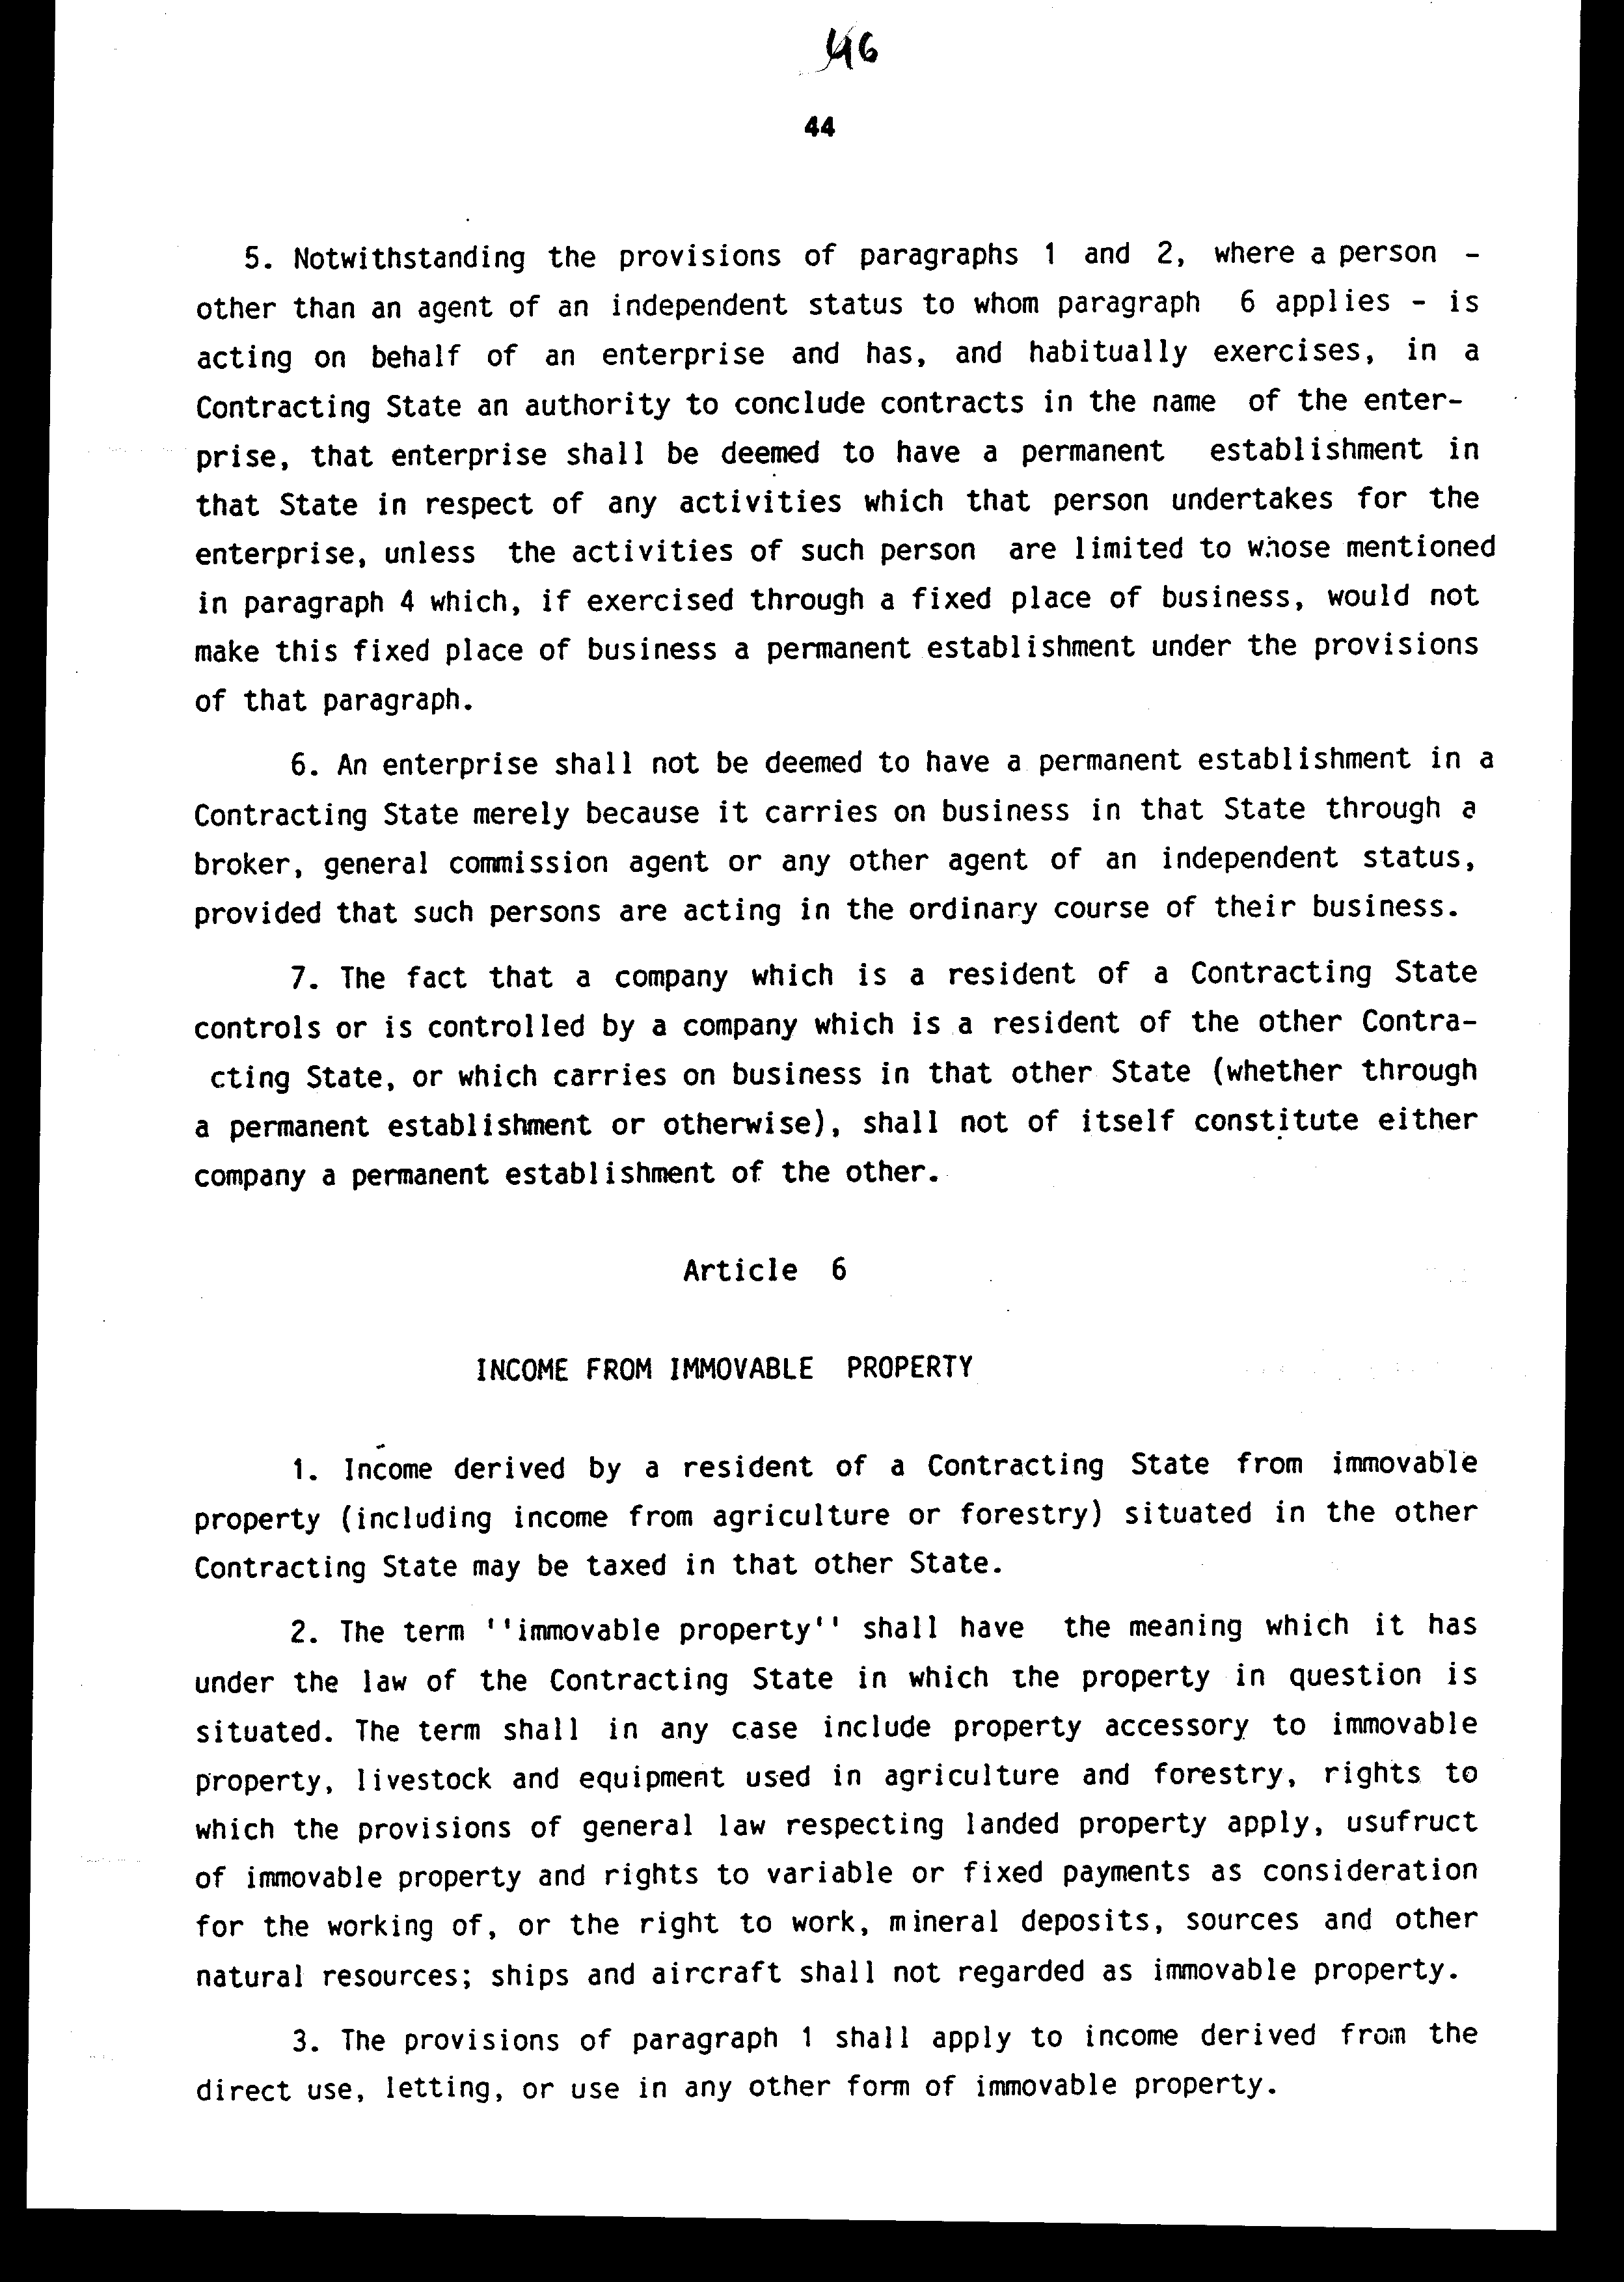 46
44
5. Notwithstanding the provisions of paragraphs 1 and 2, where a person -
other than an agent of an independent status to whom paragraph 6 applies - is
acting on behalf of an enterprise and has, and habitually exercises, in a
Contracting State an authority to conclude contracts in the name of the enter-
prise, that enterprise shall be deemed to have a permanent establishment in
that State in respect of any activities which that person undertakes for the
enterprise, unless the activities of such person are limited to whose mentioned
in paragraph 4 which, if exercised through a fixed place of business, would not
make this fixed place of business a permanent establishment under the provisions
of that paragraph.
6. An enterprise shall not be deemed to have a permanent establishment in a
Contracting State merely because it carries on business in that State through a
broker, general commission agent or any other agent of an independent status,
provided that such persons are acting in the ordinary course of their business.
7. The fact that a company which is a resident of a Contracting State
controls or is controlled by a company which is a resident of the other Contra-
cting State, or which carries on business in that other State (whether through
a permanent establishment or otherwise), shall not of itself constitute either
company a permanent establishment of the other.
Article 6
INCOME FROM IMMOVABLE PROPERTY
1. Income derived by a resident of a Contracting State from immovable
property (including income from agriculture or forestry) situated in the other
Contracting State may be taxed in that other State.
2. The term ''immovable property'' shall have the meaning which it has
under the law of the Contracting State in which the property in question is
situated. The term shall in any case include property accessory to immovable
property, livestock and equipment used in agriculture and forestry, rights to
which the provisions of general law respecting landed property apply, usufruct
of immovable property and rights to variable or fixed payments as consideration
for the working of, or the right to work, mineral deposits, sources and other
natural resources; ships and aircraft shall not regarded as immovable property.
3. The provisions of paragraph 1 shall apply to income derived from the
direct use, letting, or use in any other form of immovable property.